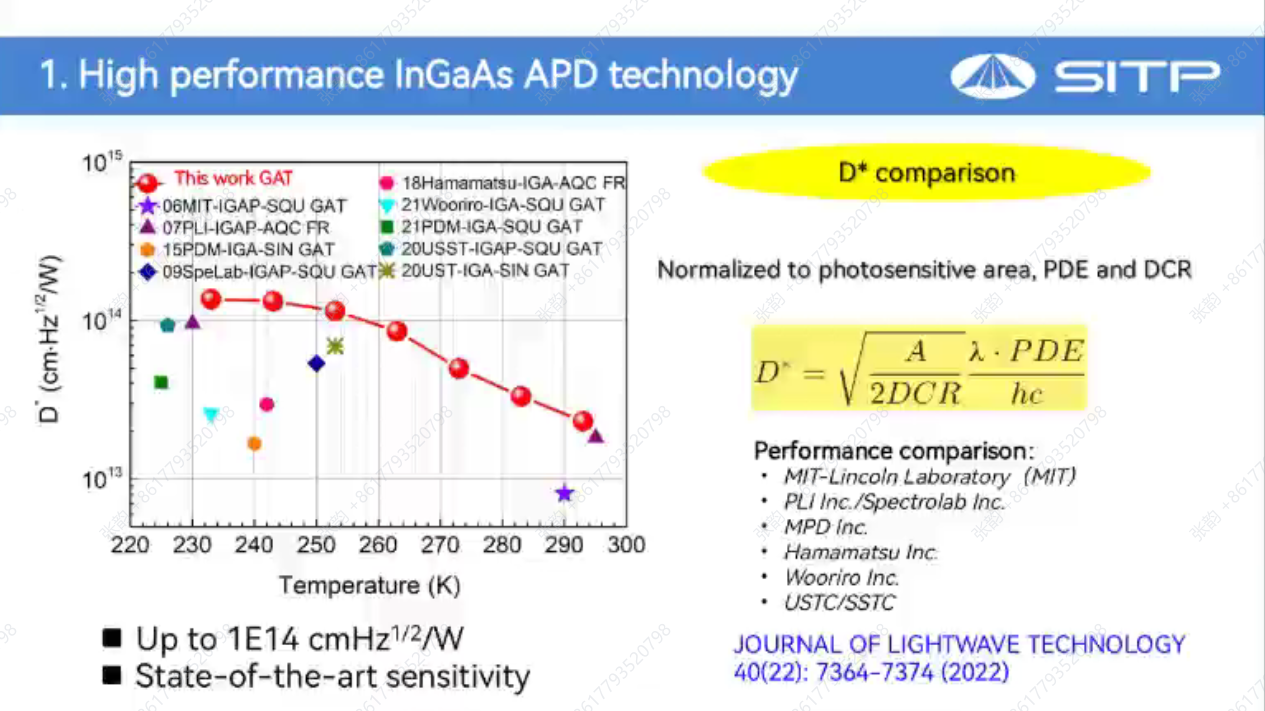 1. High performance InGaAs APD technology
SITP
10^15
10^14
10^13
D* (cm·Hz^1/2/W)
This work GAT
06MIT-IGAP-SQU GAT
07PLI-IGAP-AQC FR
15PDM-IGA-SIN GAT
09SpeLab-IGAP-SQU GAT
18Hamamatsu-IGA-AQC FR
21Wooriro-IGA-SQU GAT
21PDM-IGA-SQU GAT
20USST-IGAP-SQU GAT
20UST-IGA-SIN GAT
220 230 240 250 260 270 280 290 300
Temperature (K)
■ Up to 1E14 cmHz^1/2/W
■ State-of-the-art sensitivity
D* comparison
Normalized to photosensitive area, PDE and DCR
D* = √(A / 2DCR) λ · PDE / hc
Performance comparison:
• MIT-Lincoln Laboratory (MIT)
• PLI Inc./Spectrolab Inc.
• MPD Inc.
• Hamamatsu Inc.
• Wooriro Inc.
• USTC/SSTC
JOURNAL OF LIGHTWAVE TECHNOLOGY
40(22): 7364-7374 (2022)
张韵 +8617793520798